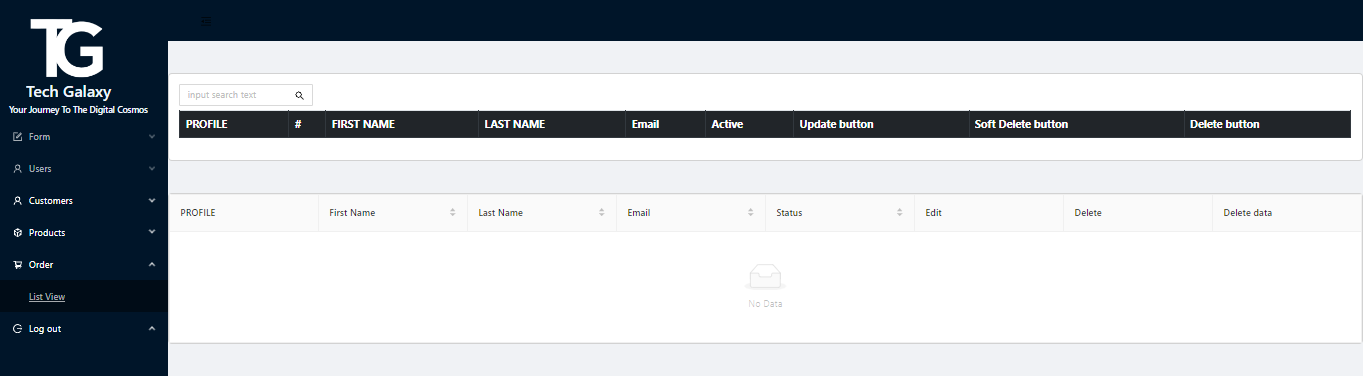 TG
Tech Galaxy
Your Journey To The Digital Cosmos
Form
Users
Customers
Products
Order
List View
Log out
input search text
PROFILE # FIRST NAME LAST NAME Email Active Update button Soft Delete button Delete button
PROFILE First Name Last Name Email Status Edit Delete Delete data
No Data